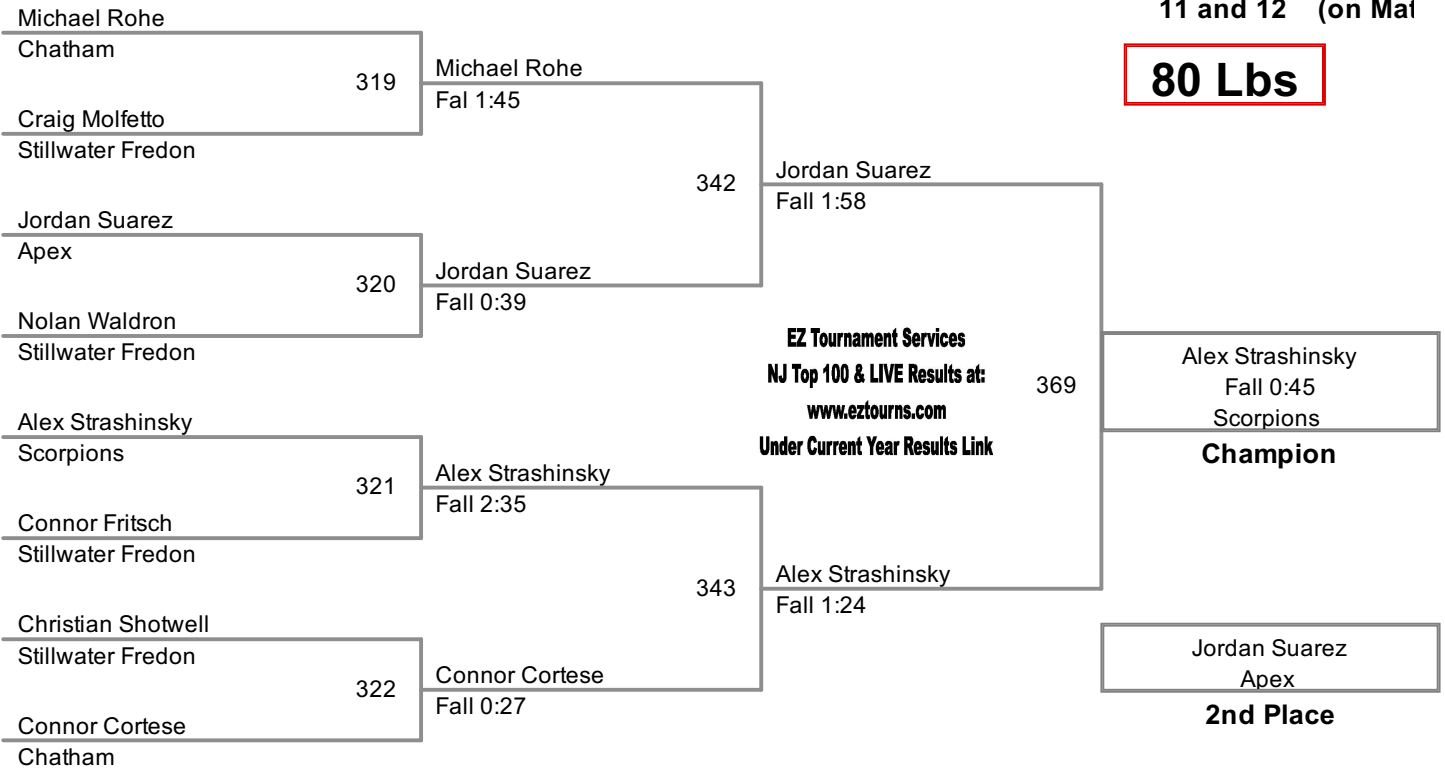 11 and 12 (on Mat
80 Lbs
Michael Rohe
Chatham
319
Craig Molfetto
Stillwater Fredon
Michael Rohe
Fal 1:45
Jordan Suarez
Apex
320
Nolan Waldron
Stillwater Fredon
Jordan Suarez
Fall 0:39
342
Jordan Suarez
Fall 1:58
Alex Strashinsky
Scorpions
321
Connor Fritsch
Stillwater Fredon
Alex Strashinsky
Fall 2:35
Christian Shotwell
Stillwater Fredon
322
Connor Cortese
Chatham
Connor Cortese
Fall 0:27
343
Alex Strashinsky
Fall 1:24
EZ Tournament Services
NJ Top 100 & LIVE Results at:
www.eztourns.com
Under Current Year Results Link
369
Alex Strashinsky
Fall 0:45
Scorpions
Champion
Jordan Suarez
Apex
2nd Place